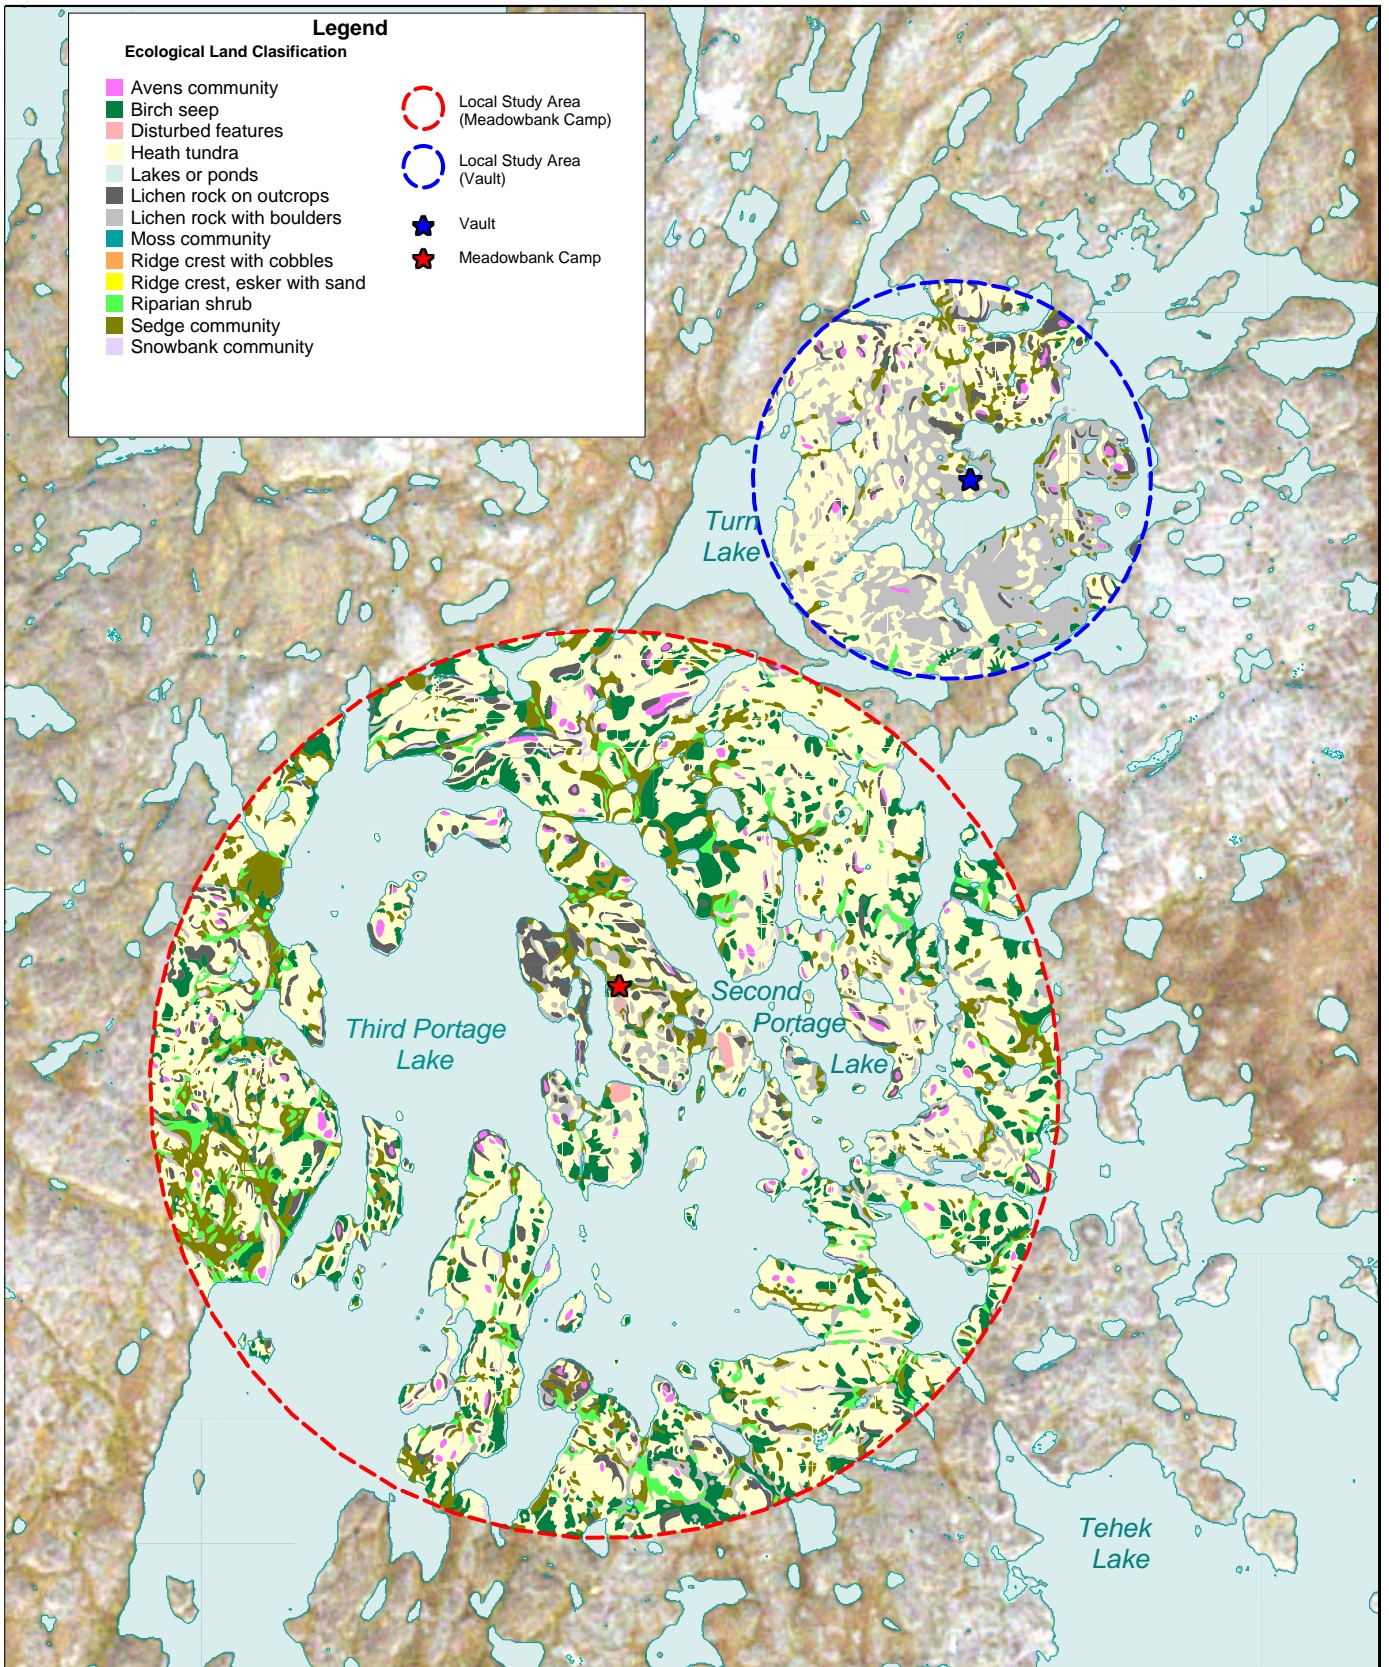 Legend
Ecological Land Clasification
Avens community
Birch seep
Disturbed features
Heath tundra
Lakes or ponds
Lichen rock on outcrops
Lichen rock with boulders
Moss community
Ridge crest with cobbles
Ridge crest, esker with sand
Riparian shrub
Sedge community
Snowbank community
Local Study Area
(Meadowbank Camp)
Local Study Area
(Vault)
Vault
Meadowbank Camp
Turn
Lake
Second
Portage
Lake
Third Portage
Lake
Tehek
Lake